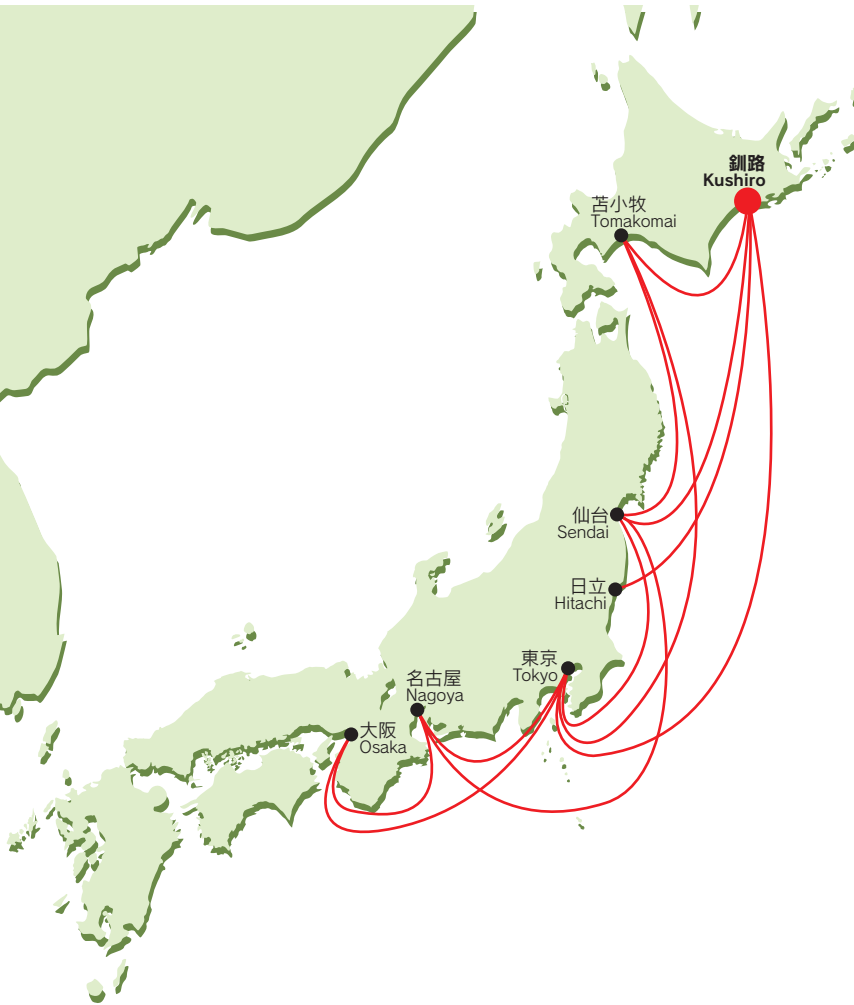 釧路
Kushiro
苫小牧
Tomakomai
仙台
Sendai
日立
Hitachi
東京
Tokyo
名古屋
Nagoya
大阪
Osaka